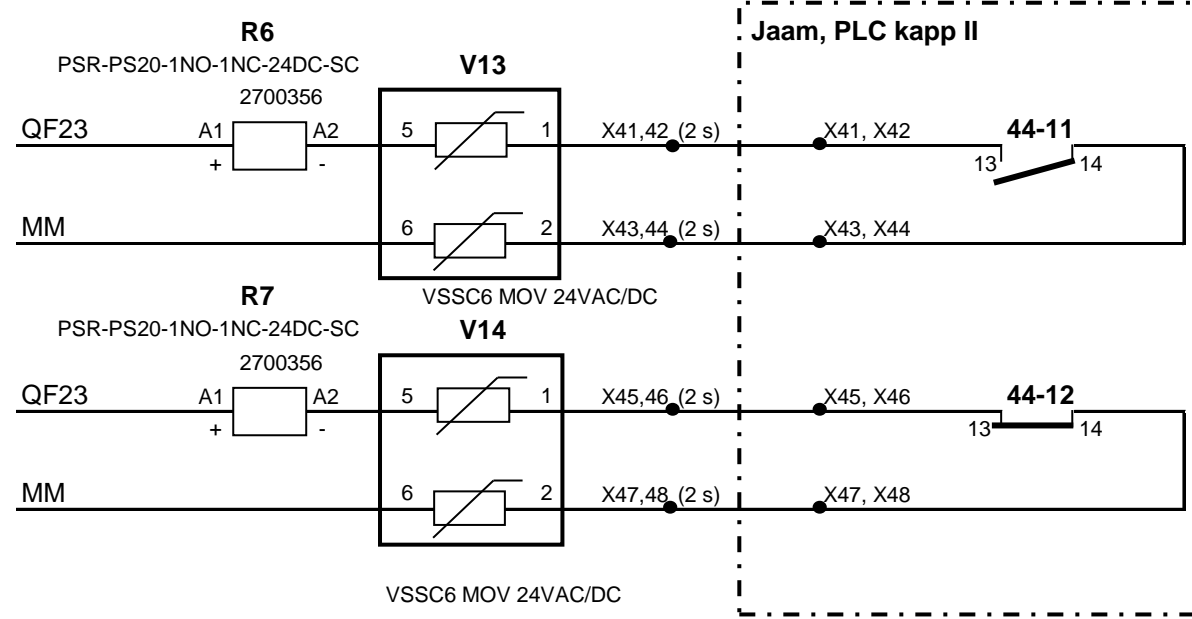 Jaam, PLC kapp II
R6
PSR-PS20-1NO-1NC-24DC-SC
V13
2700356
QF23 A1 A2 5 1 X41,42 (2 s) X41, X42 44-11
+ - 13 14
MM 6 2 X43,44 (2 s) X43, X44
VSSC6 MOV 24VAC/DC
R7
PSR-PS20-1NO-1NC-24DC-SC
V14
2700356
QF23 A1 A2 5 1 X45,46 (2 s) X45, X46 44-12
+ - 13 14
MM 6 2 X47,48 (2 s) X47, X48
VSSC6 MOV 24VAC/DC